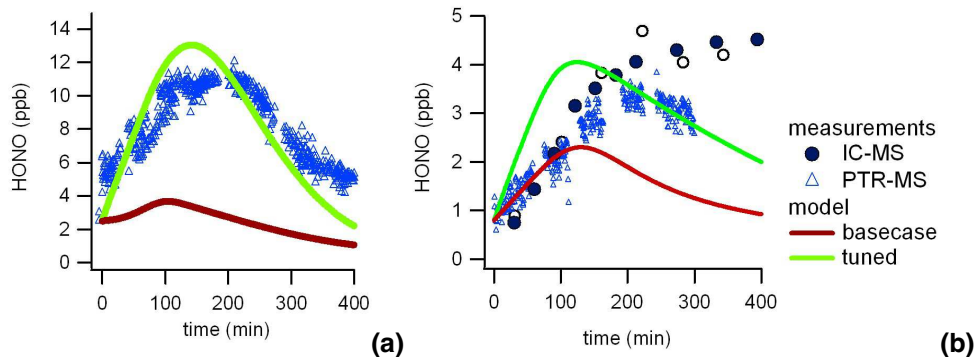 14
12
10
8
6
4
2
0
HONO (ppb)
0 100 200 300 400
time (min)
(a)
5
4
3
2
1
0
HONO (ppb)
0 100 200 300 400
time (min)
(b)
measurements
IC-MS
PTR-MS
model
basecase
tuned